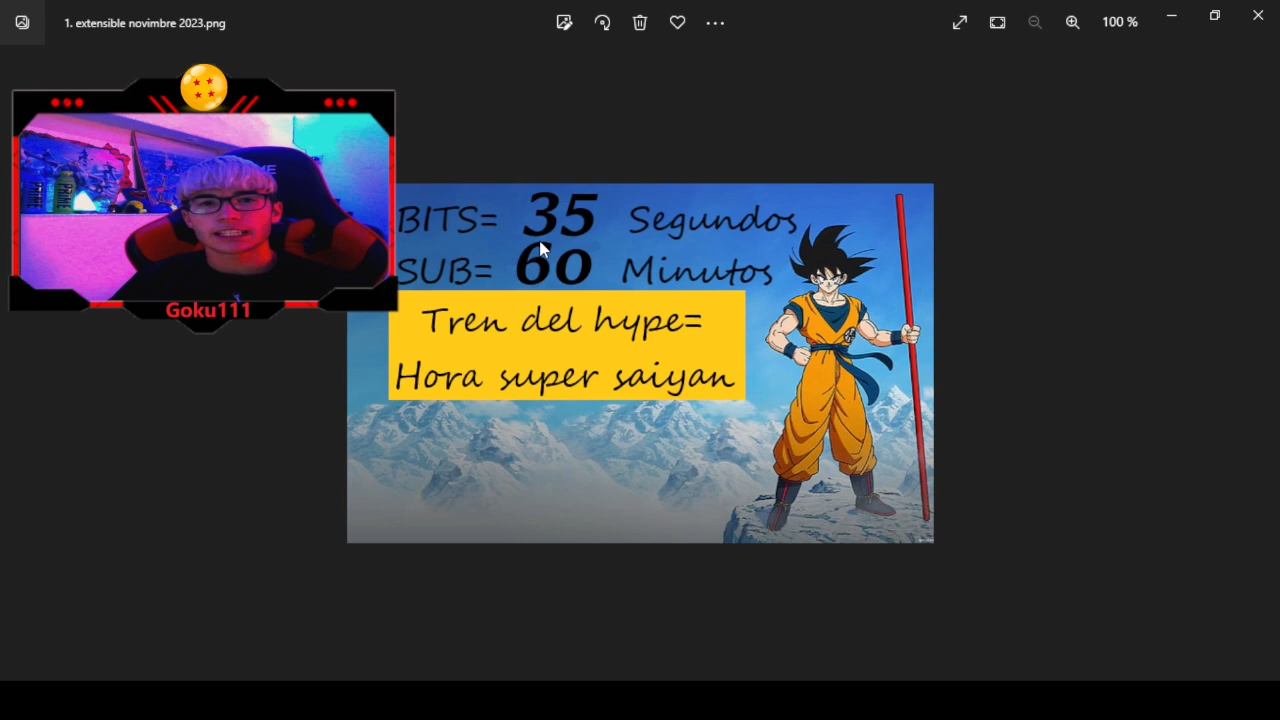 1. extensible novimbre 2023.png
100 %
BITS= 35 Segundos
SUB= 60 Minutos
Tren del hype=
Hora super saiyan
Goku111
PRIME